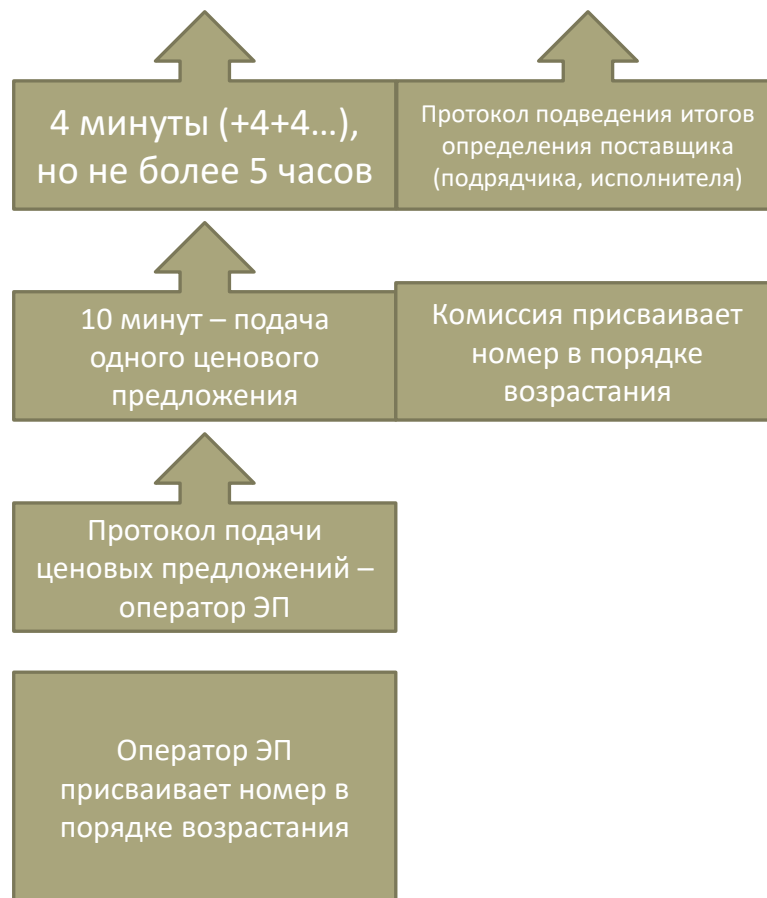 4 минуты (+4+4…),
но не более 5 часов
Протокол подведения итогов
определения поставщика
(подрядчика, исполнителя)
10 минут – подача
одного ценового
предложения
Комиссия присваивает
номер в порядке
возрастания
Протокол подачи
ценовых предложений –
оператор ЭП
Оператор ЭП
присваивает номер в
порядке возрастания